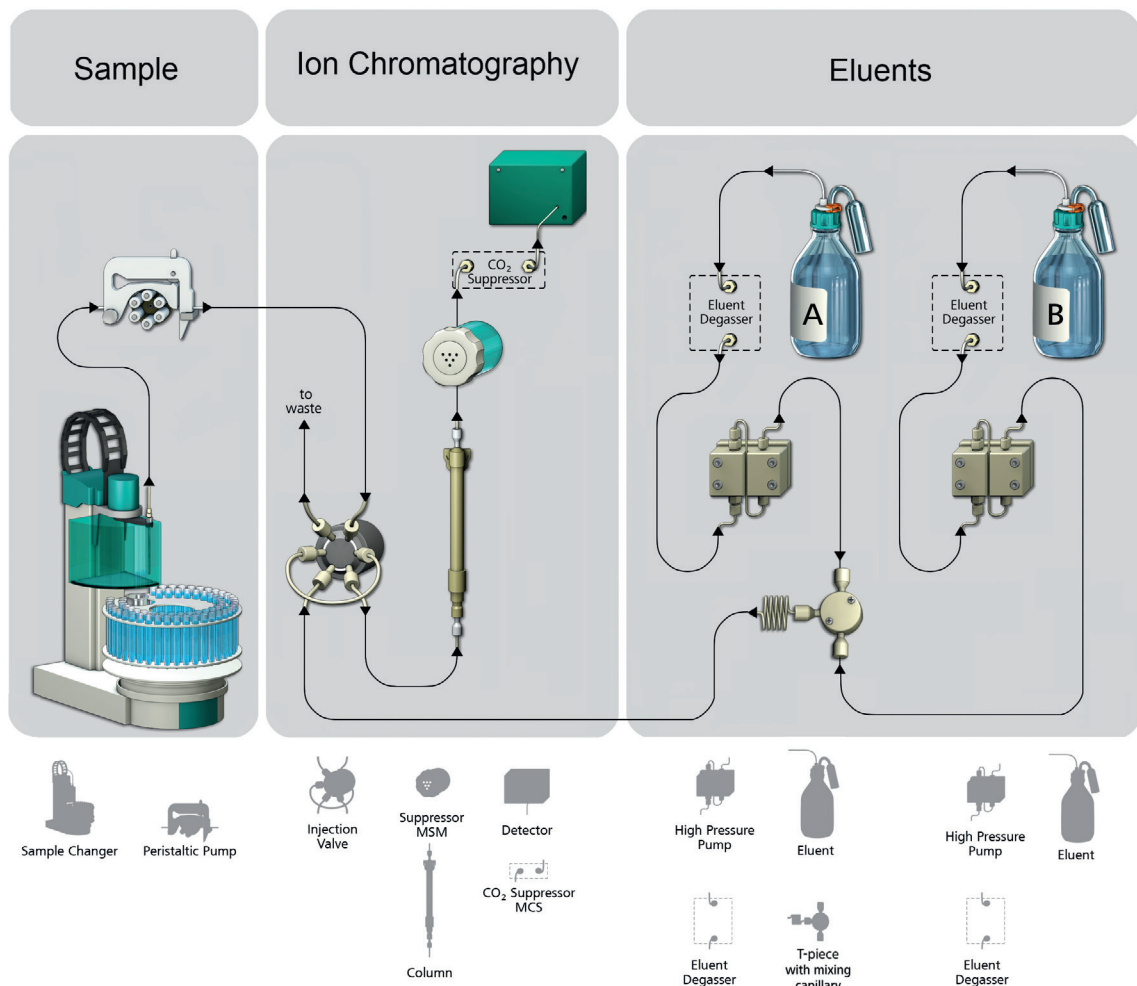 Sample
Ion Chromatography
Eluents
CO₂
Suppressor
Eluent
Degasser
A
Eluent
Degasser
B
to
waste
Sample Changer
Peristaltic Pump
Injection
Valve
Suppressor
MSM
Detector
CO₂ Suppressor
MCS
Column
High Pressure
Pump
Eluent
High Pressure
Pump
Eluent
Eluent
Degasser
T-piece
with mixing
capillary
Eluent
Degasser